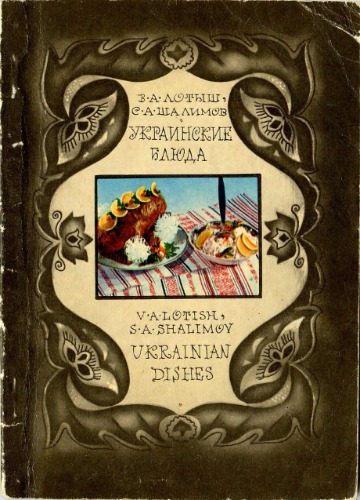 В·А·ЛОТЫШ,
С·А·ШАЛИМОВ
УКРАИНСКИЕ
БЛЮДА
V·A·LOTISH,
S·A·SHALIMOV
UKRAINIAN
DISHES